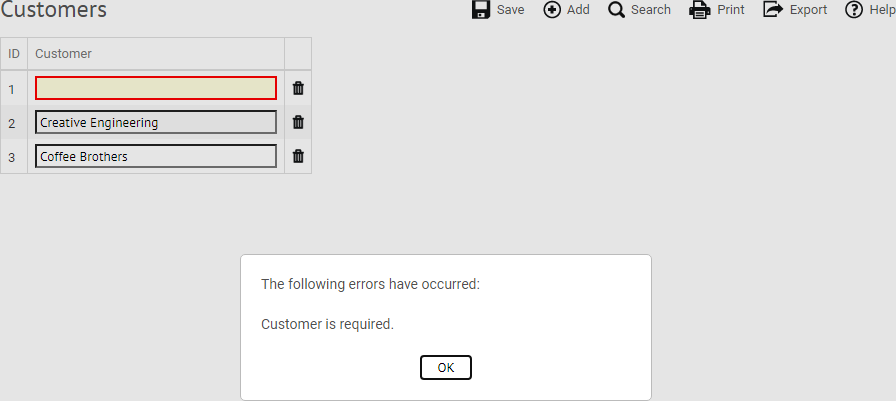 Customers
Save Add Search Print Export Help
ID Customer
1
2 Creative Engineering
3 Coffee Brothers
The following errors have occurred:
Customer is required.
OK